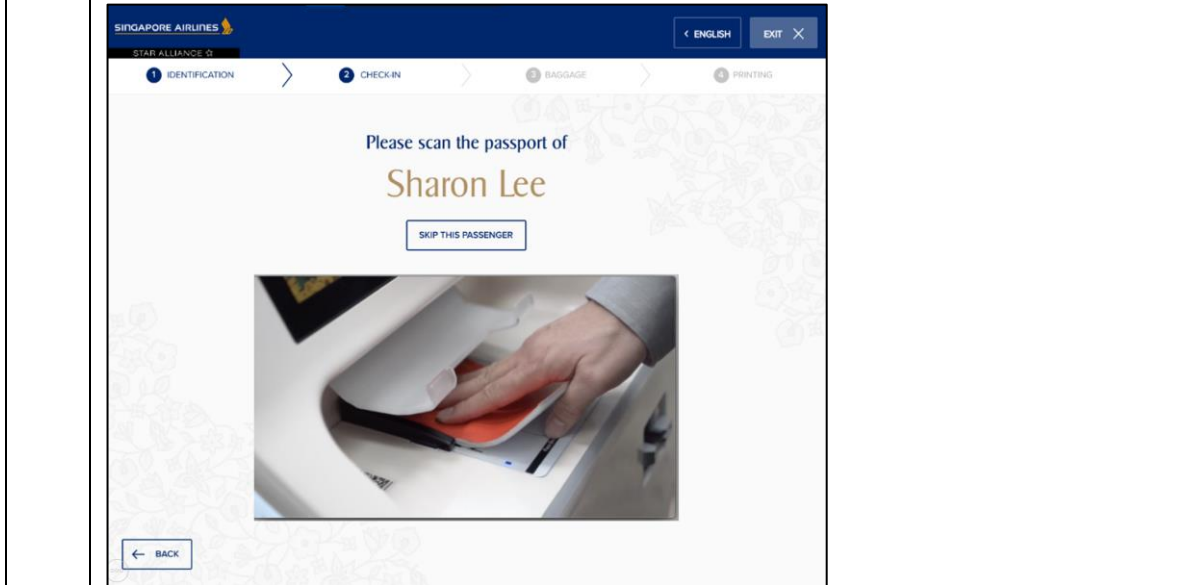 SINGAPORE AIRLINES
STAR ALLIANCE
< ENGLISH
EXIT X
1 IDENTIFICATION
2 CHECK-IN
3 BAGGAGE
4 PRINTING
Please scan the passport of
Sharon Lee
SKIP THIS PASSENGER
← BACK